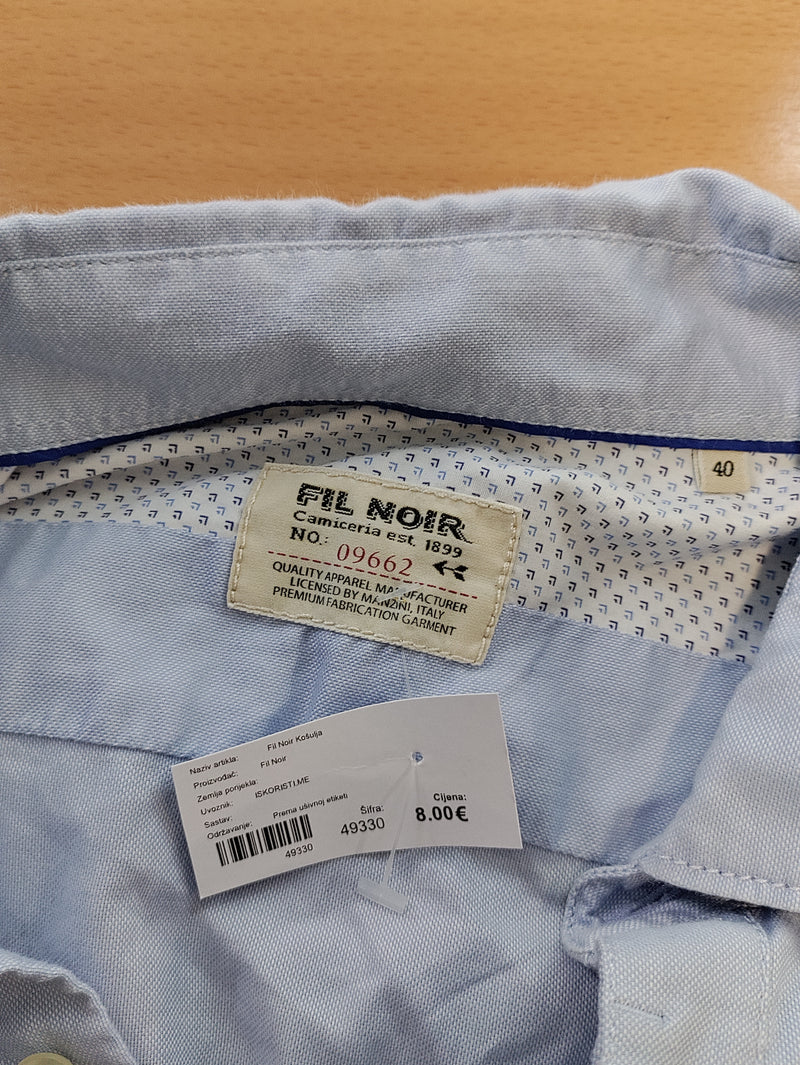 40
FIL NOIR
Camiceria est. 1899
NO.: 09662
QUALITY APPAREL MANUFACTURER
LICENSED BY MANZINI, ITALY
PREMIUM FABRICATION GARMENT
Naziv artikla: Fil Noir Košulja
Proizvođač: Fil Noir
Zemlja porijekla:
Uvoznik: ISKORISTI.ME
Sastav:
Održavanje: Prema ušivnoj etiketi
49330
Šifra:
49330
Cijena:
8.00€